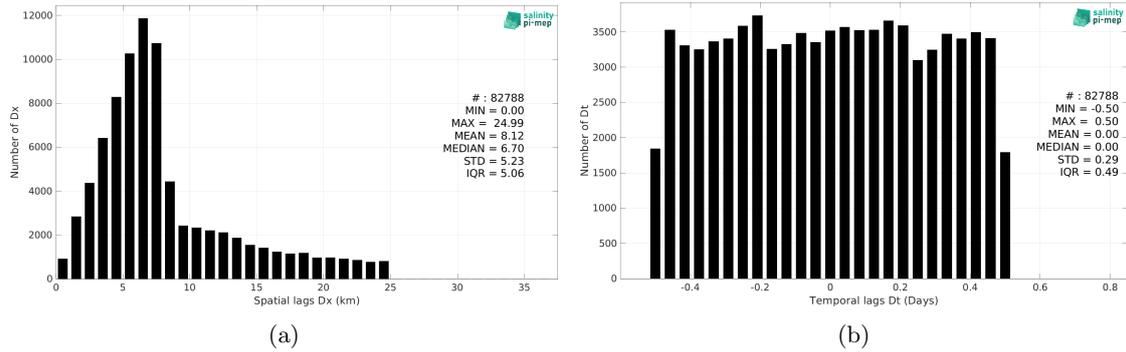 12000
10000
8000
6000
4000
2000
0
Number of Dx
0 5 10 15 20 25 30 35
Spatial lags Dx (km)
salinity
pi-mep
# : 82788
MIN = 0.00
MAX = 24.99
MEAN = 8.12
MEDIAN = 6.70
STD = 5.23
IQR = 5.06
(a)
3500
3000
2500
2000
1500
1000
500
0
Number of Dt
-0.4 -0.2 0 0.2 0.4 0.6 0.8
Temporal lags Dt (Days)
salinity
pi-mep
# : 82788
MIN = -0.50
MAX = 0.50
MEAN = 0.00
MEDIAN = 0.00
STD = 0.29
IQR = 0.49
(b)